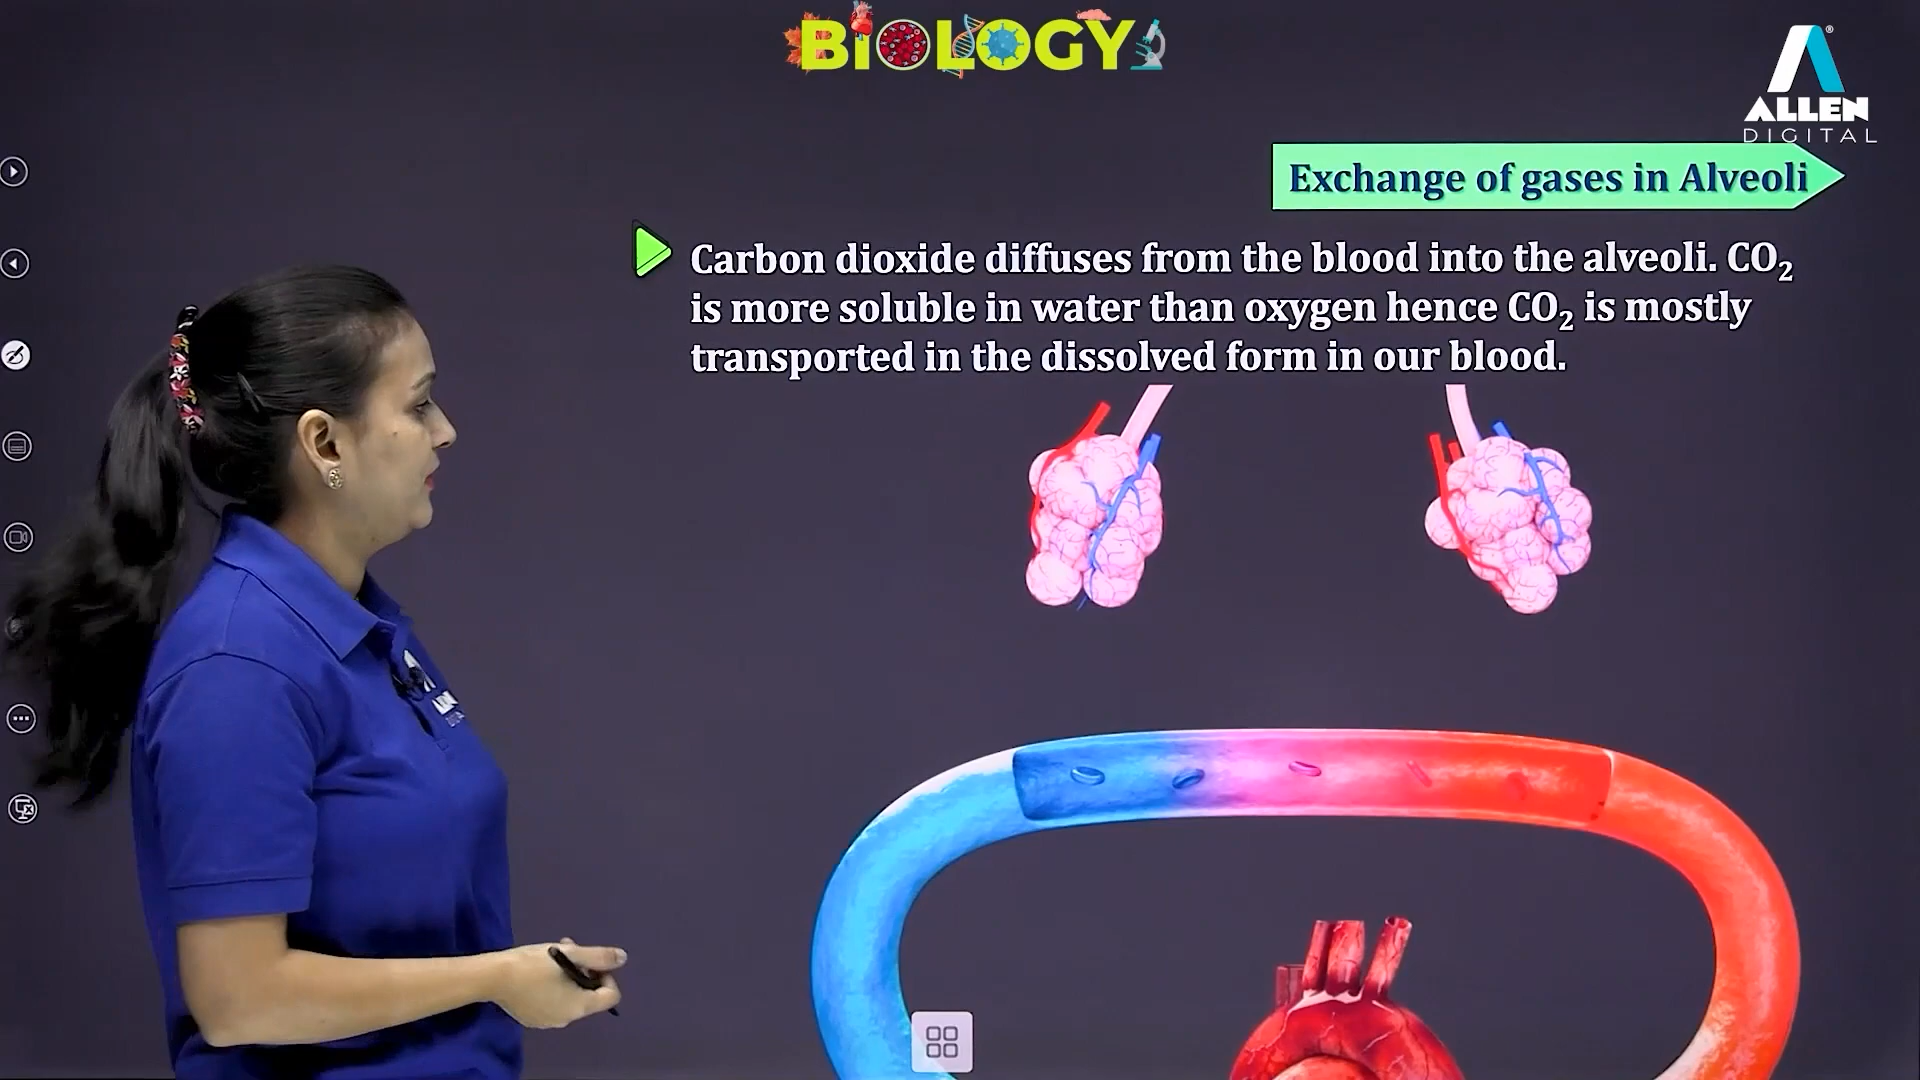 BIOLOGY
ALLEN
DIGITAL
Exchange of gases in Alveoli
Carbon dioxide diffuses from the blood into the alveoli. CO₂
is more soluble in water than oxygen hence CO₂ is mostly
transported in the dissolved form in our blood.